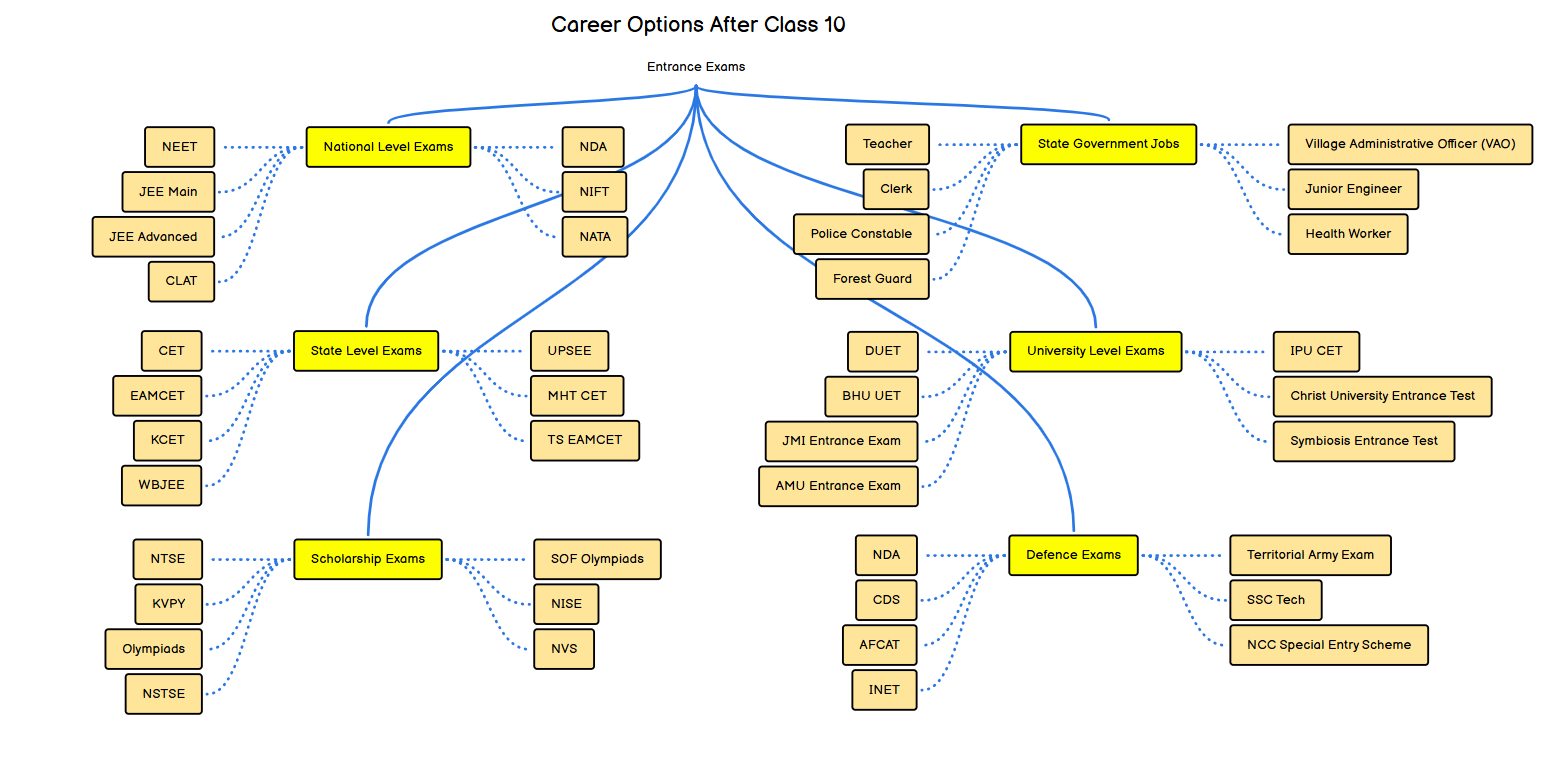 Career Options After Class 10
Entrance Exams
National Level Exams
NEET
JEE Main
JEE Advanced
CLAT
NDA
NIFT
NATA
State Government Jobs
Teacher
Clerk
Police Constable
Forest Guard
Village Administrative Officer (VAO)
Junior Engineer
Health Worker
State Level Exams
CET
EAMCET
KCET
WBJEE
UPSEE
MHT CET
TS EAMCET
University Level Exams
DUET
BHU UET
JMI Entrance Exam
AMU Entrance Exam
IPU CET
Christ University Entrance Test
Symbiosis Entrance Test
Scholarship Exams
NTSE
KVPY
Olympiads
NSTSE
SOF Olympiads
NISE
NVS
Defence Exams
NDA
CDS
AFCAT
INET
Territorial Army Exam
SSC Tech
NCC Special Entry Scheme